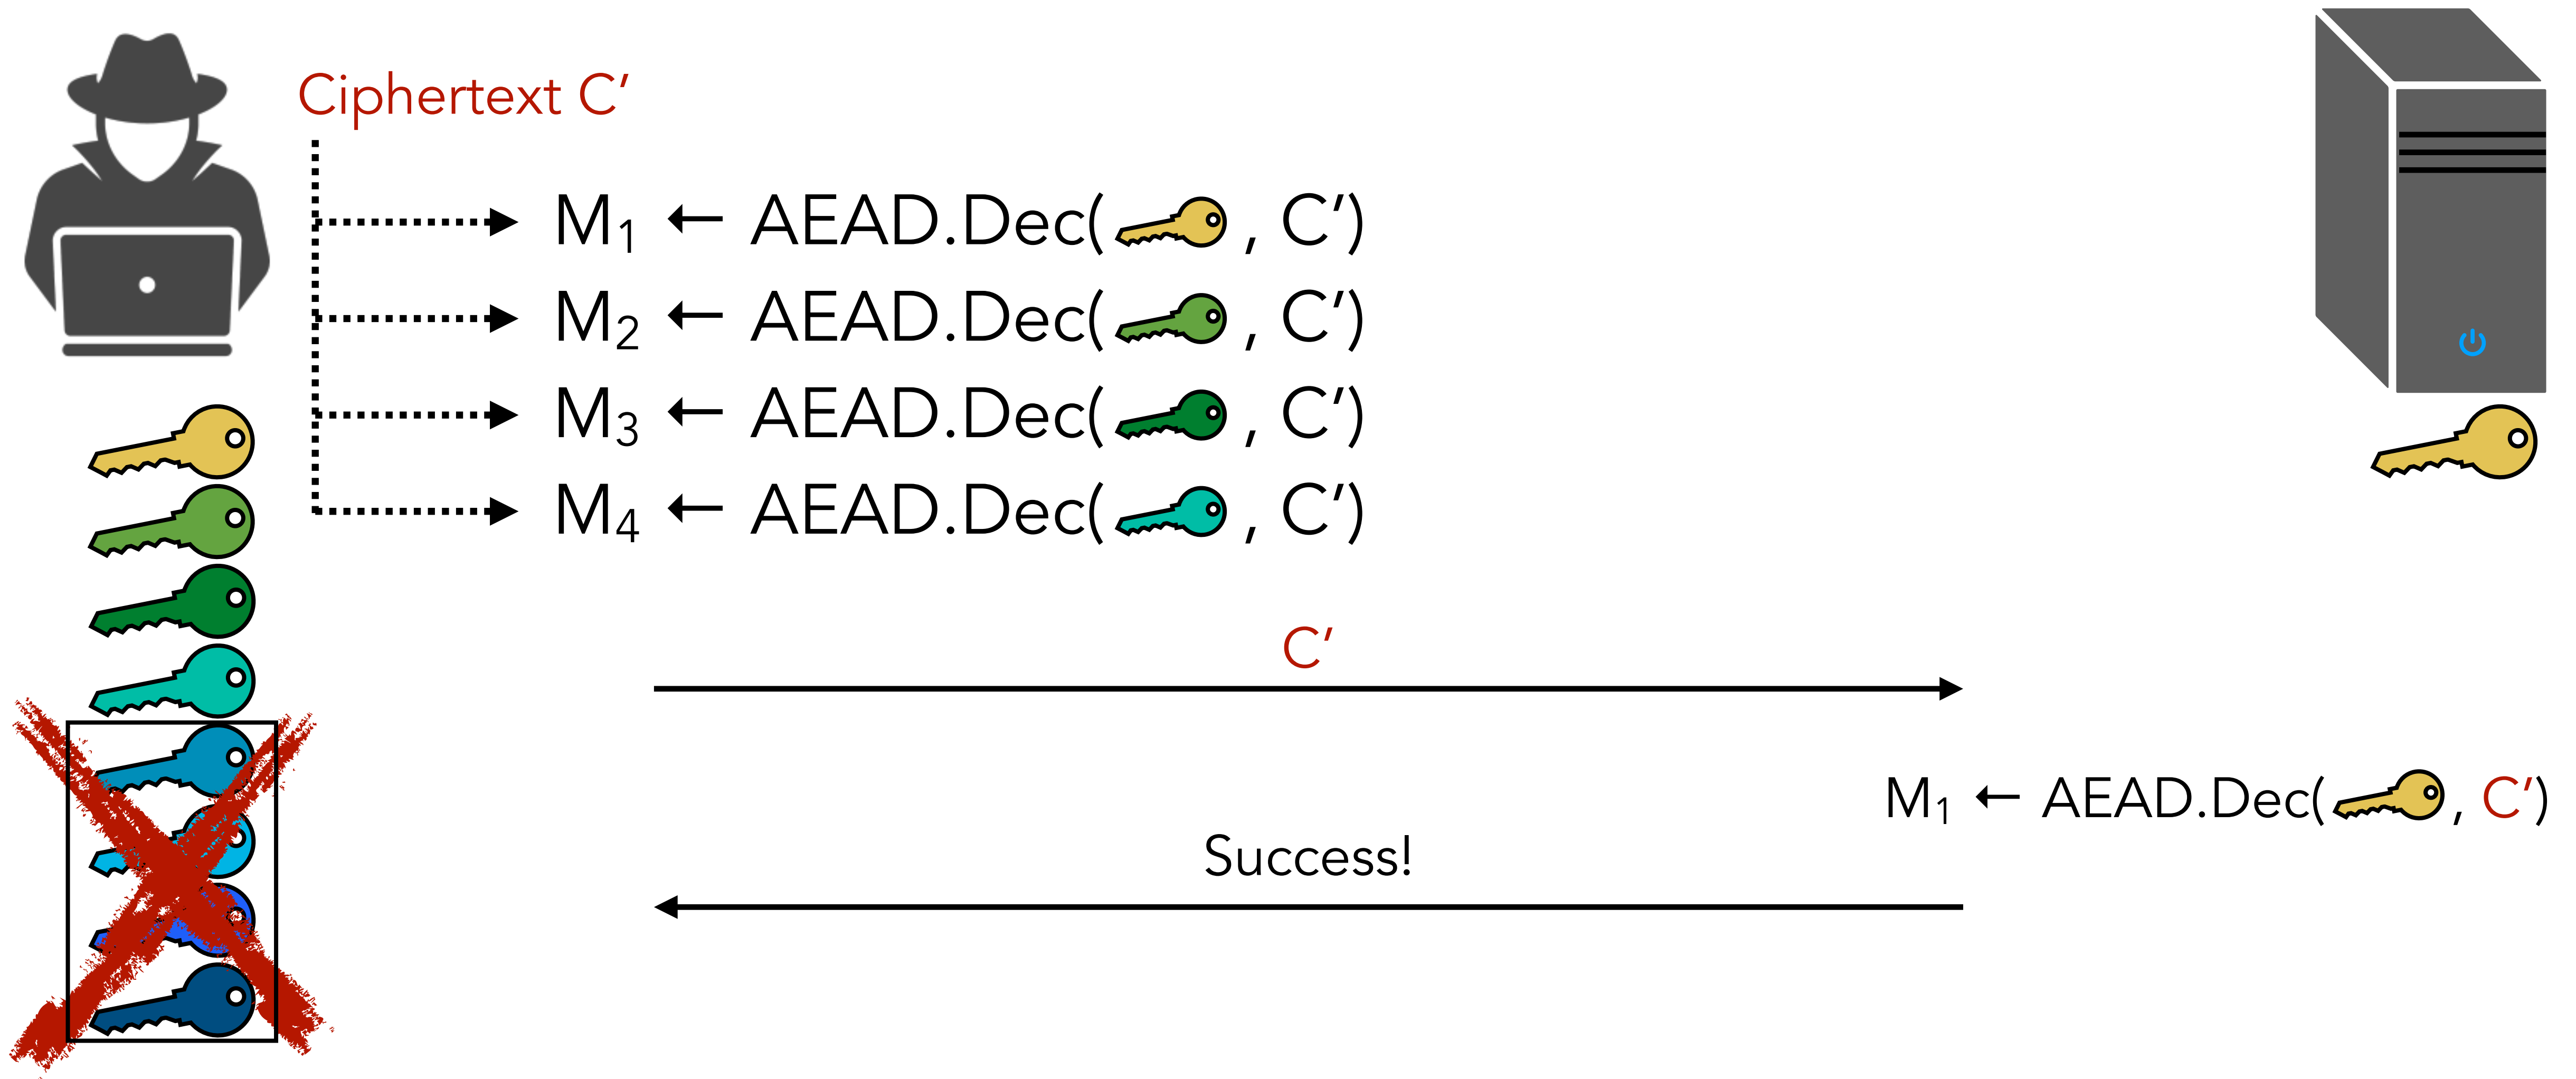 Ciphertext C′
M₁ ← AEAD.Dec( , C′)
M₂ ← AEAD.Dec( , C′)
M₃ ← AEAD.Dec( , C′)
M₄ ← AEAD.Dec( , C′)
C′
M₁ ← AEAD.Dec( , C′)
Success!